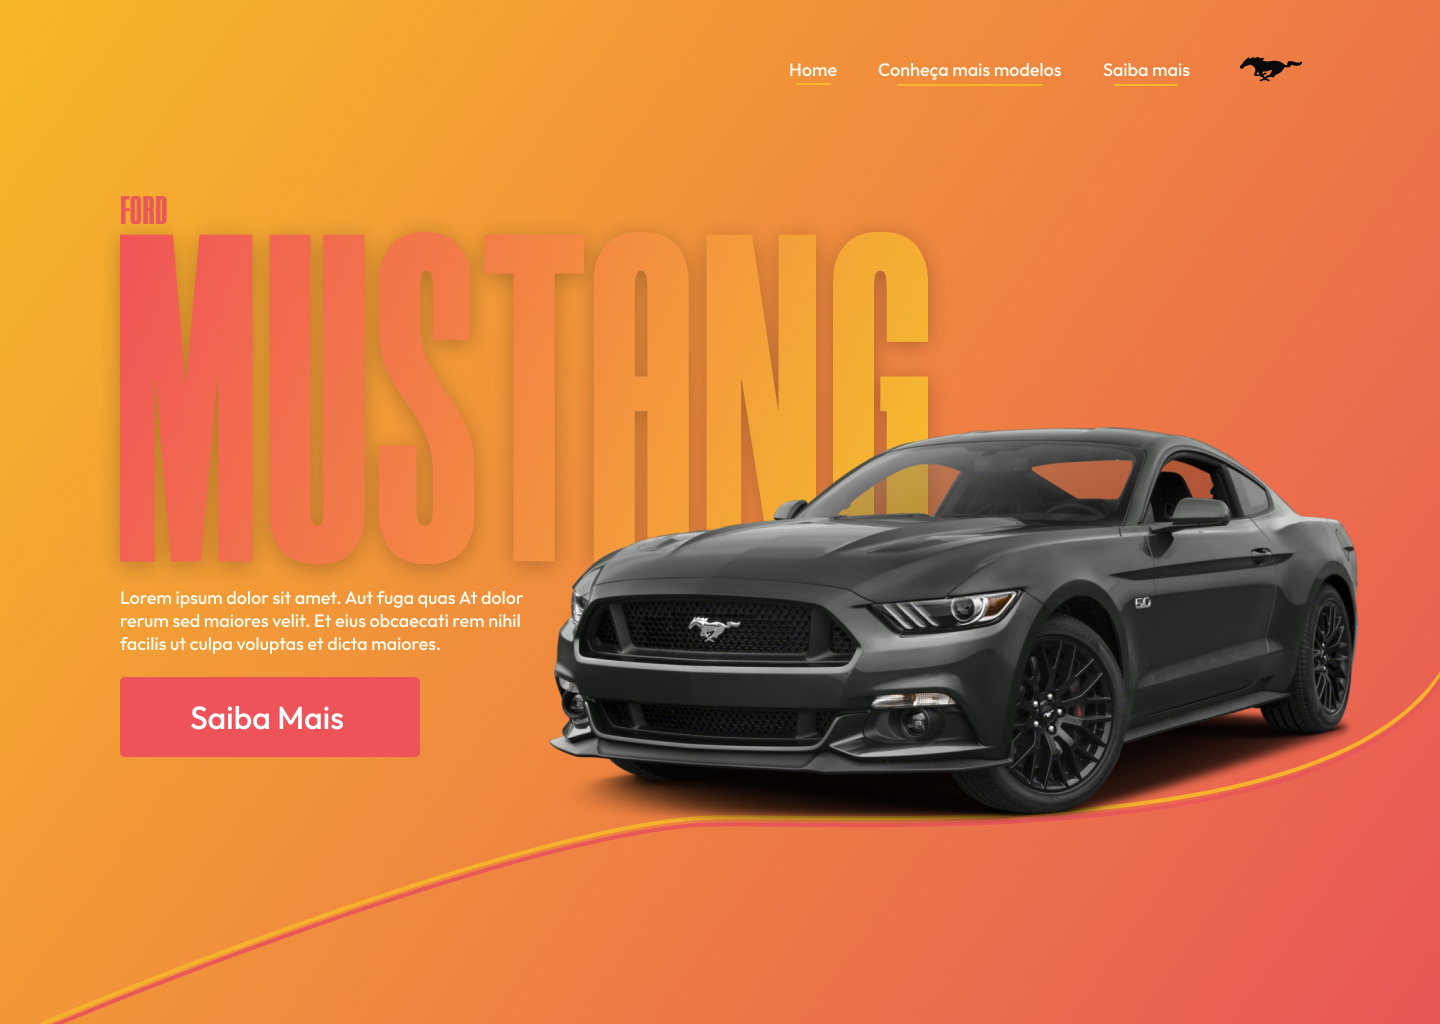 Home
Conheça mais modelos
Saiba mais
FORD
MUSTANG
Lorem ipsum dolor sit amet. Aut fuga quas At dolor
rerum sed maiores velit. Et eius obcaecati rem nihil
facilis ut culpa voluptas et dicta maiores.
Saiba Mais
5.0